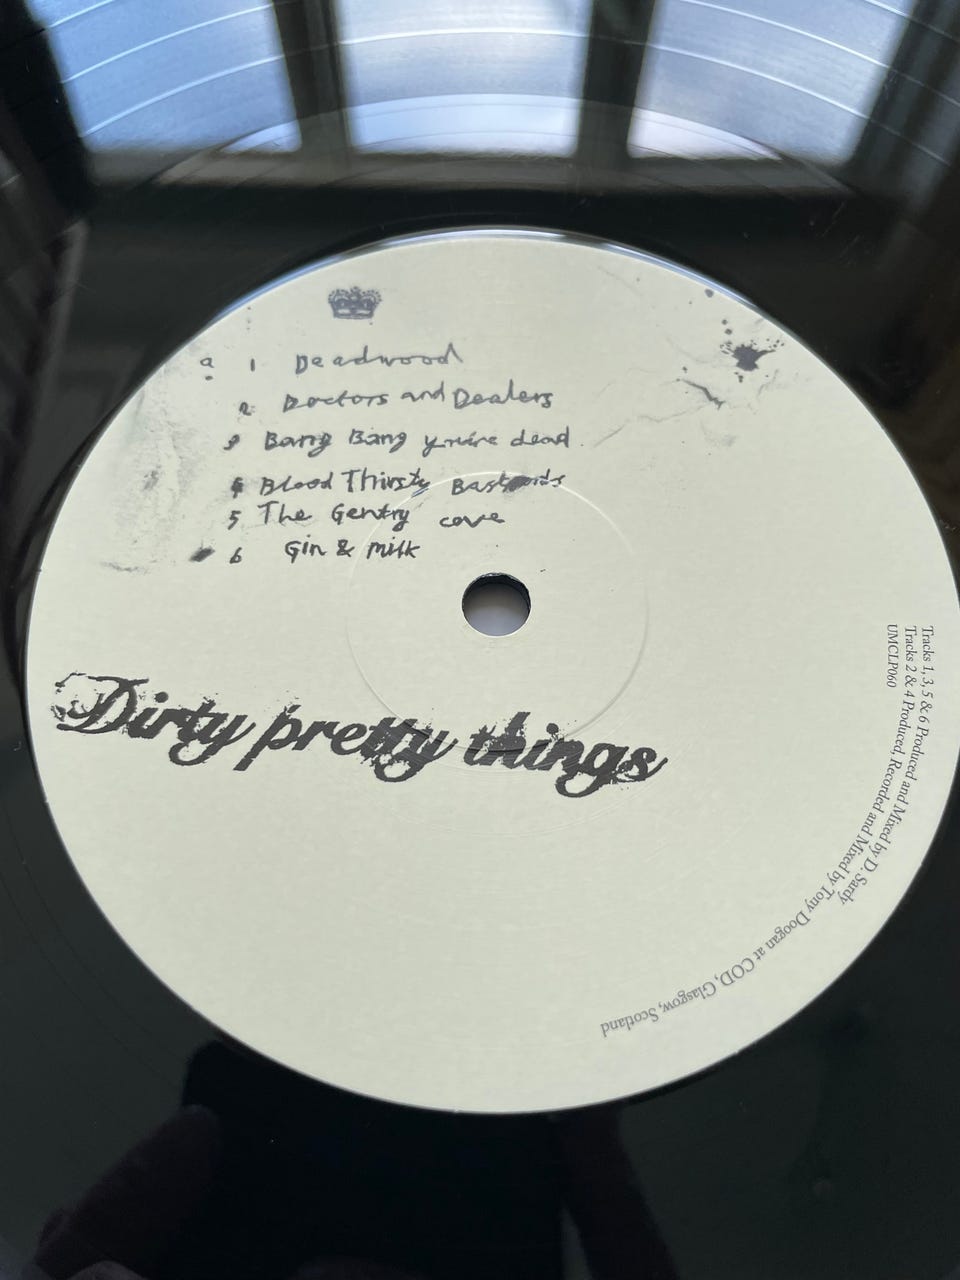 a. 1 Deadwood
2 Doctors and Dealers
3 Bang Bang you're dead
4 Blood Thirsty Bastards
5 The Gentry cove
6 Gin & milk
Dirty pretty things
Tracks 1, 3, 5 & 6 Produced and Mixed by D. Sardy
Tracks 2 & 4 Produced, Recorded and Mixed by Tony Doogan at COD, Glasgow, Scotland
UMCLP060